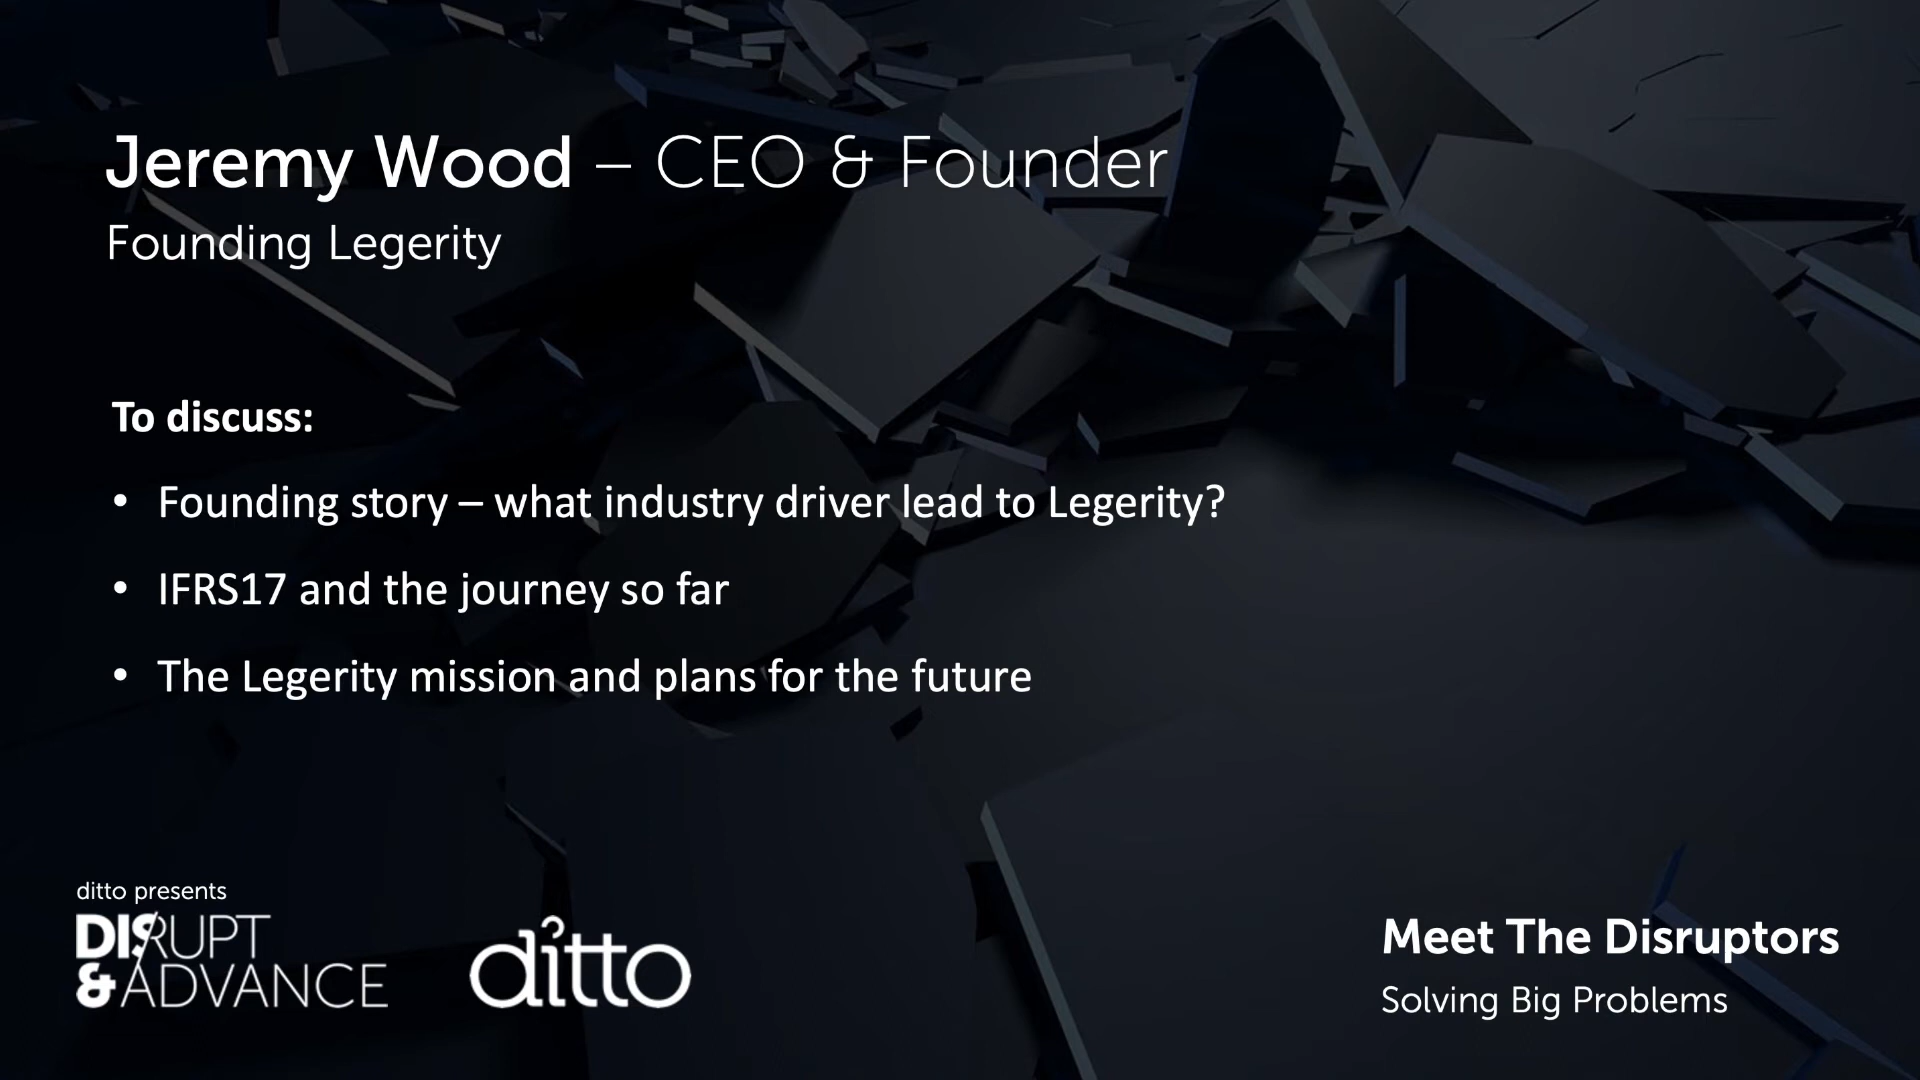 Jeremy Wood – CEO & Founder
Founding Legerity
To discuss:
• Founding story – what industry driver lead to Legerity?
• IFRS17 and the journey so far
• The Legerity mission and plans for the future
ditto presents
DISRUPT
&ADVANCE
ditto
Meet The Disruptors
Solving Big Problems